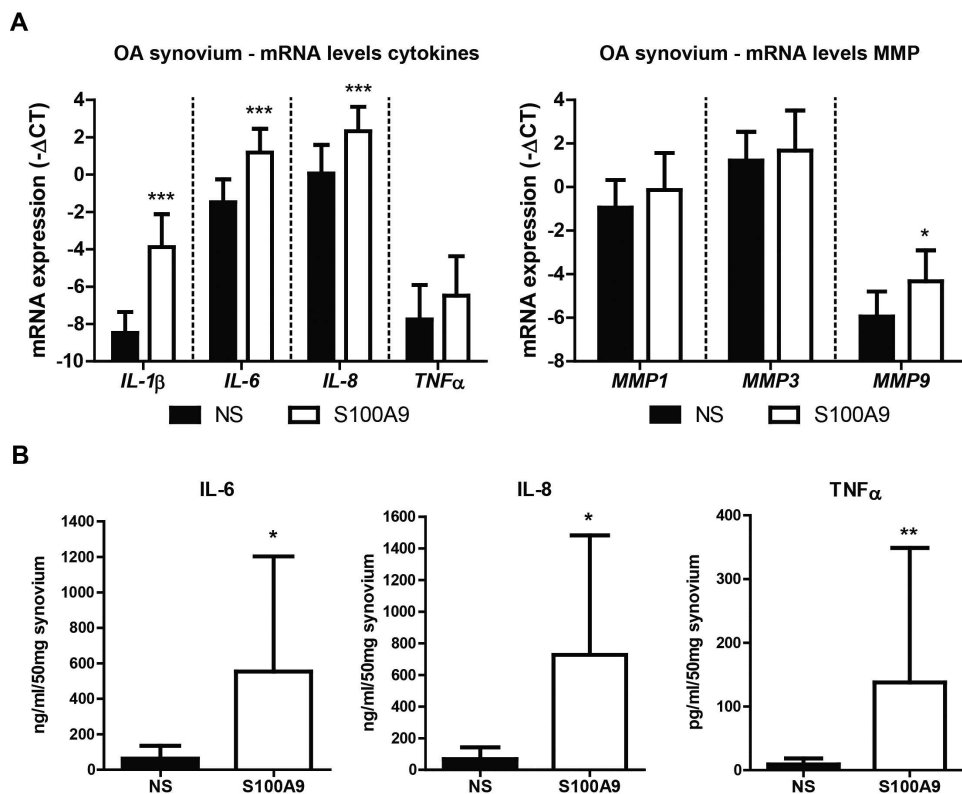 A
OA synovium - mRNA levels cytokines
mRNA expression (-ΔCT)
4
2
0
-2
-4
-6
-8
-10
***
***
***
IL-1β
IL-6
IL-8
TNFα
NS
S100A9
OA synovium - mRNA levels MMP
mRNA expression (-ΔCT)
4
2
0
-2
-4
-6
-8
*
MMP1
MMP3
MMP9
NS
S100A9
B
IL-6
ng/ml/50mg synovium
1400
1200
1000
800
600
400
200
0
*
NS
S100A9
IL-8
ng/ml/50mg synovium
1600
1400
1200
1000
800
600
400
200
0
*
NS
S100A9
TNFα
pg/ml/50mg synovium
400
300
200
100
0
**
NS
S100A9